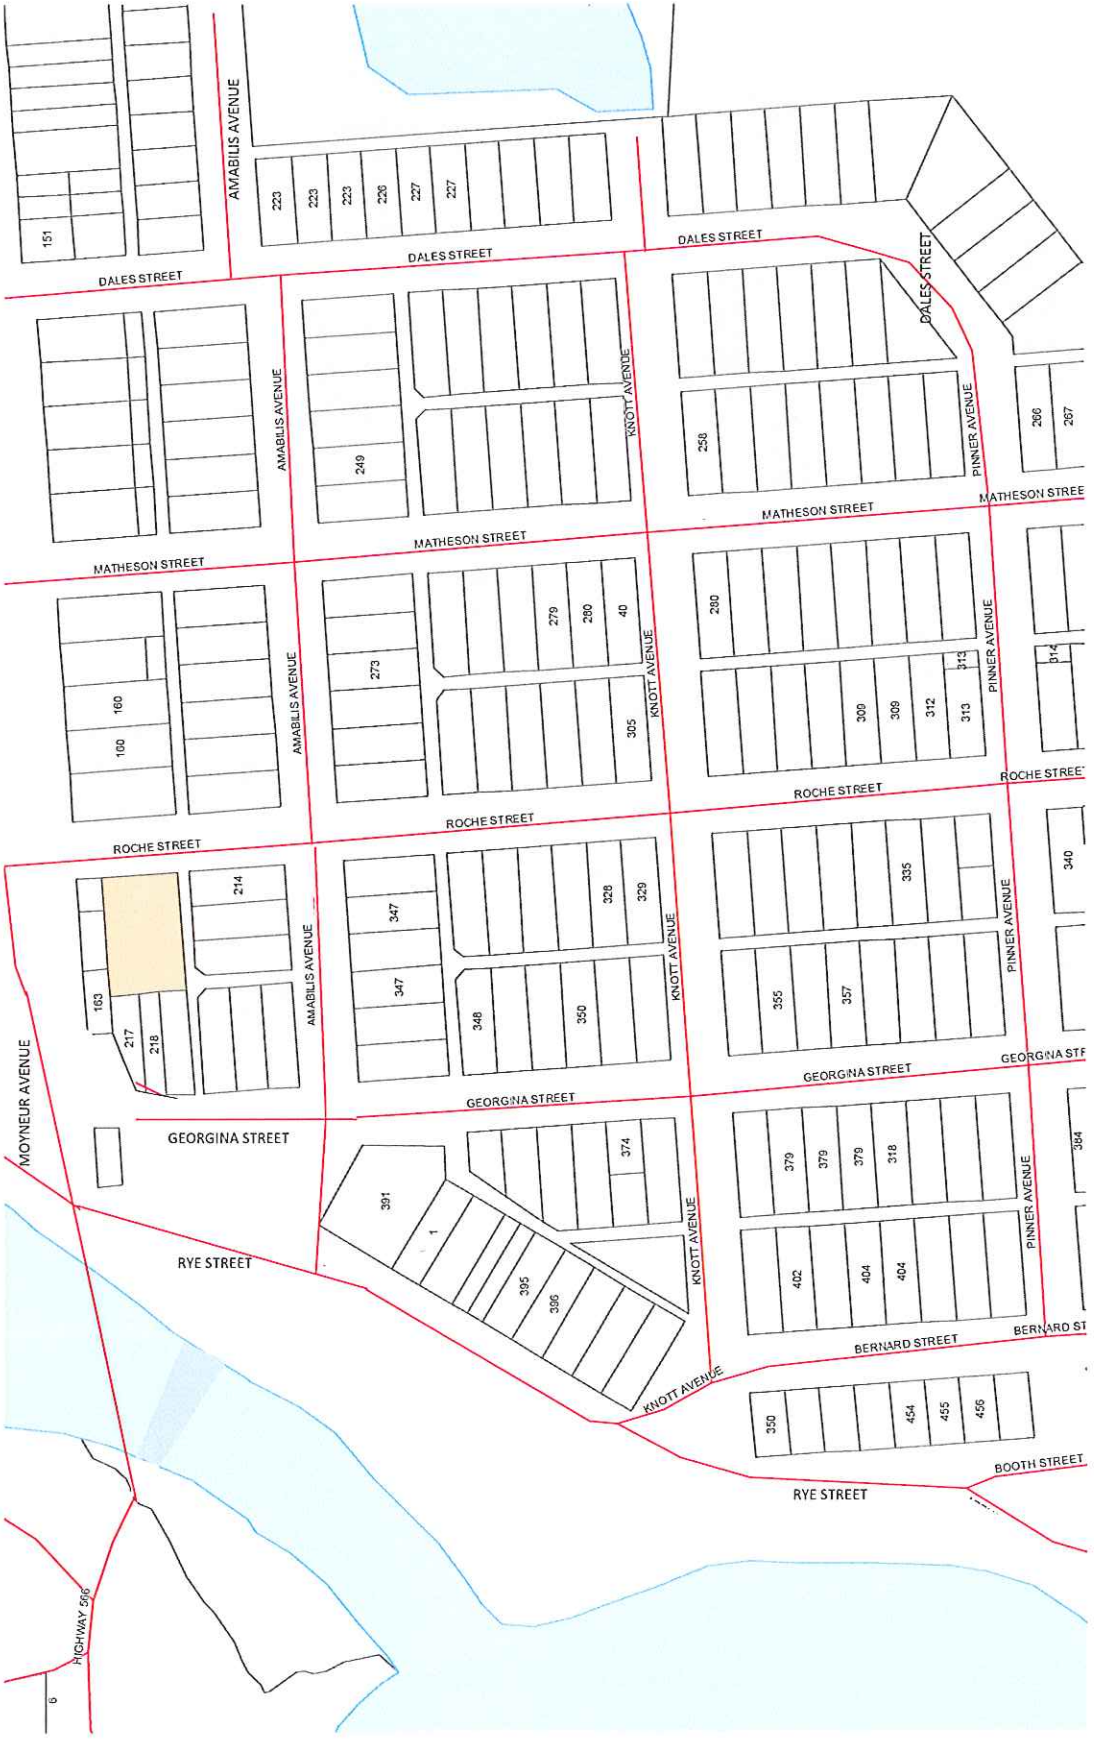 AMABILIS AVENUE
223
223
223
226
227
227
151
DALES STREET
DALES STREET
DALES STREET
DALES STREET
AMABILIS AVENUE
249
KNOTT AVENUE
258
PINNER AVENUE
266
267
MATHESON STREET
MATHESON STREET
MATHESON STREET
MATHESON STREE
160
160
AMABILIS AVENUE
273
279
280
40
KNOTT AVENUE
305
280
309
309
312
313
313
PINNER AVENUE
314
ROCHE STREET
ROCHE STREET
ROCHE STREET
ROCHE STREET
214
163
217
218
AMABILIS AVENUE
347
347
328
329
348
350
KNOTT AVENUE
335
355
357
PINNER AVENUE
340
MOYNEUR AVENUE
GEORGINA STREET
GEORGINA STREET
GEORGINA STREET
GEORGINA STR
391
1
374
395
396
KNOTT AVENUE
379
379
379
318
402
404
404
PINNER AVENUE
384
RYE STREET
BERNARD STREET
BERNARD ST
KNOTT AVENUE
350
454
455
456
BOOTH STREET
RYE STREET
HIGHWAY 566
6